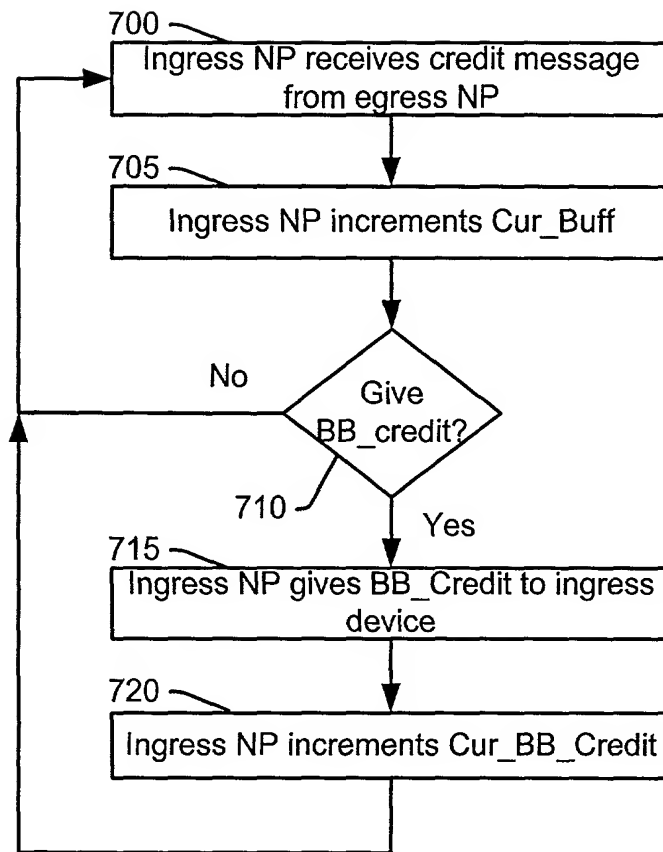 700
Ingress NP receives credit message
from egress NP
705
Ingress NP increments Cur_Buff
No
Give
BB_credit?
710
Yes
715
Ingress NP gives BB_Credit to ingress
device
720
Ingress NP increments Cur_BB_Credit